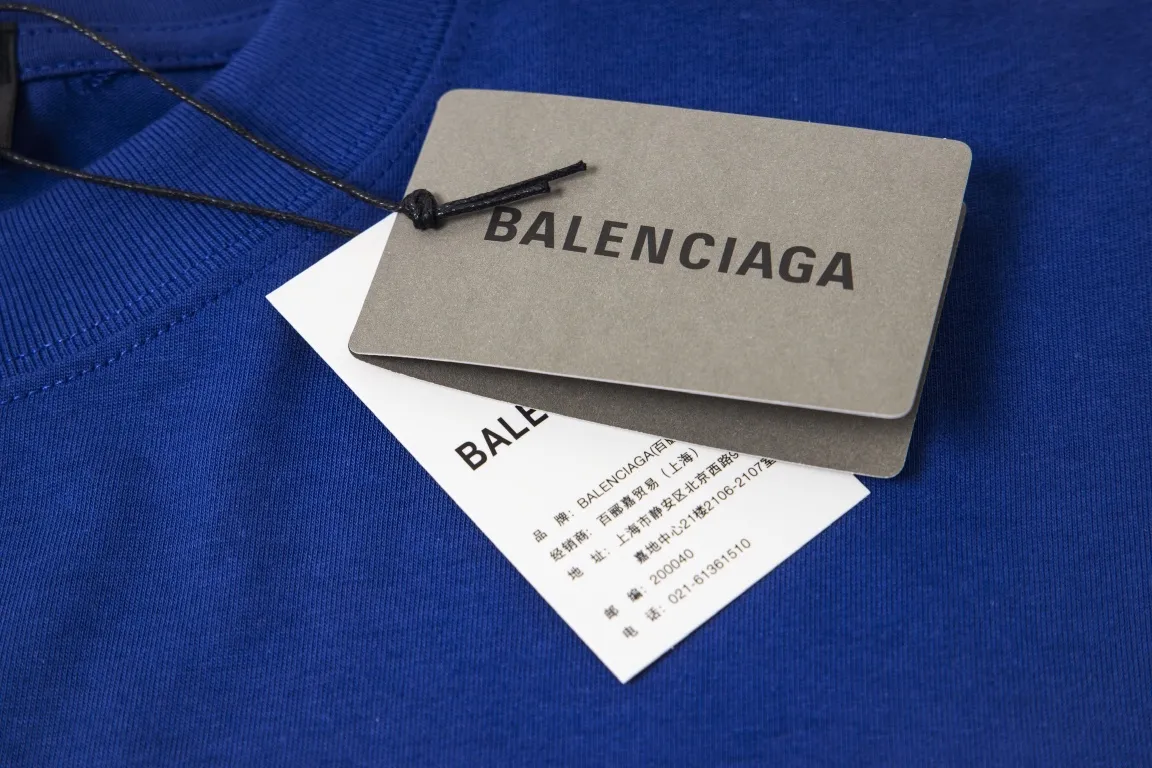 BALENCIAGA
BALE
品 牌: BALENCIAGA(百
经销商: 百郦嘉贸易（上海）
地 址: 上海市静安区北京西路9
嘉地中心21楼2106-2107室
邮 编: 200040
电 话: 021-61361510